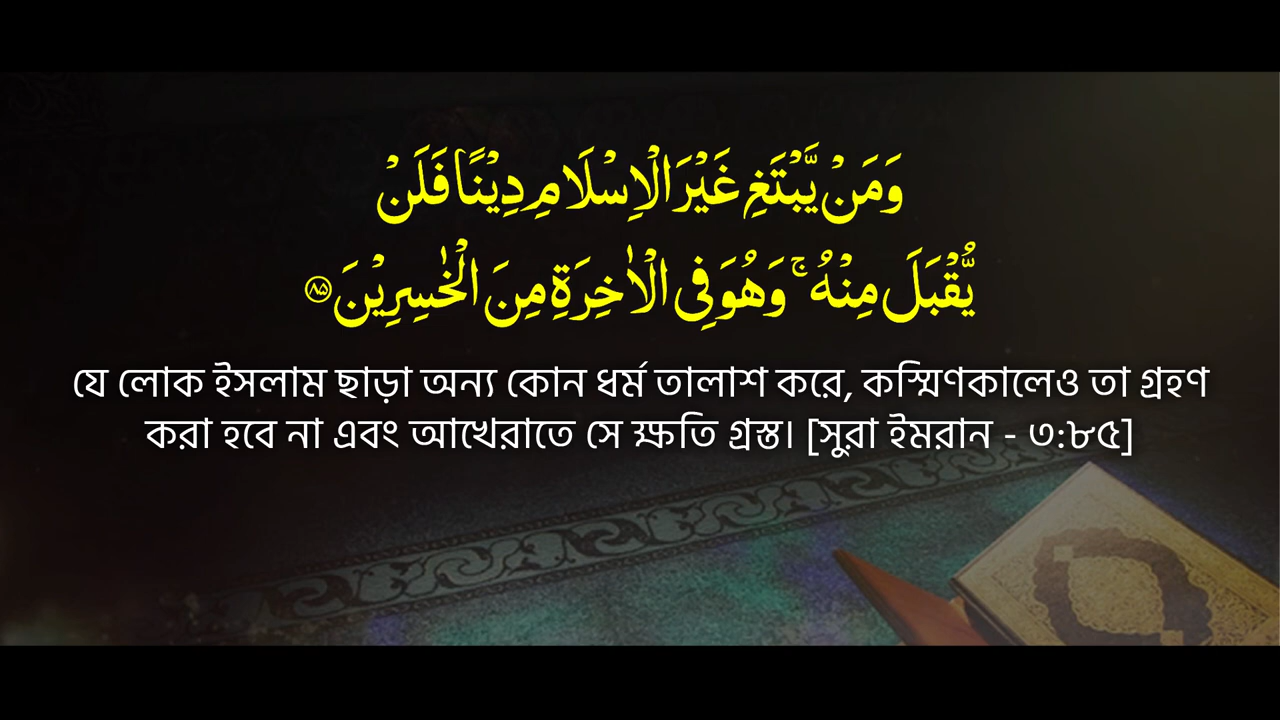 وَمَنْ يَّبْتَغِ غَيْرَ الْاِسْلَامِ دِيْنًا فَلَنْ
يُّقْبَلَ مِنْهُ ۚ وَهُوَ فِى الْاٰخِرَةِ مِنَ الْخٰسِرِيْنَ ﴿۸۵﴾
যে লোক ইসলাম ছাড়া অন্য কোন ধর্ম তালাশ করে, কস্মিণকালেও তা গ্রহণ
করা হবে না এবং আখেরাতে সে ক্ষতি গ্রস্ত। [সুরা ইমরান - ৩:৮৫]